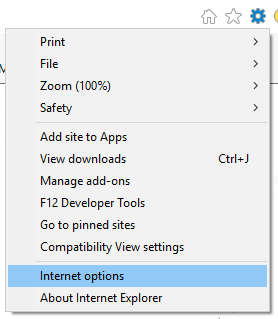 Print
File
Zoom (100%)
Safety
Add site to Apps
View downloads Ctrl+J
Manage add-ons
F12 Developer Tools
Go to pinned sites
Compatibility View settings
Internet options
About Internet Explorer